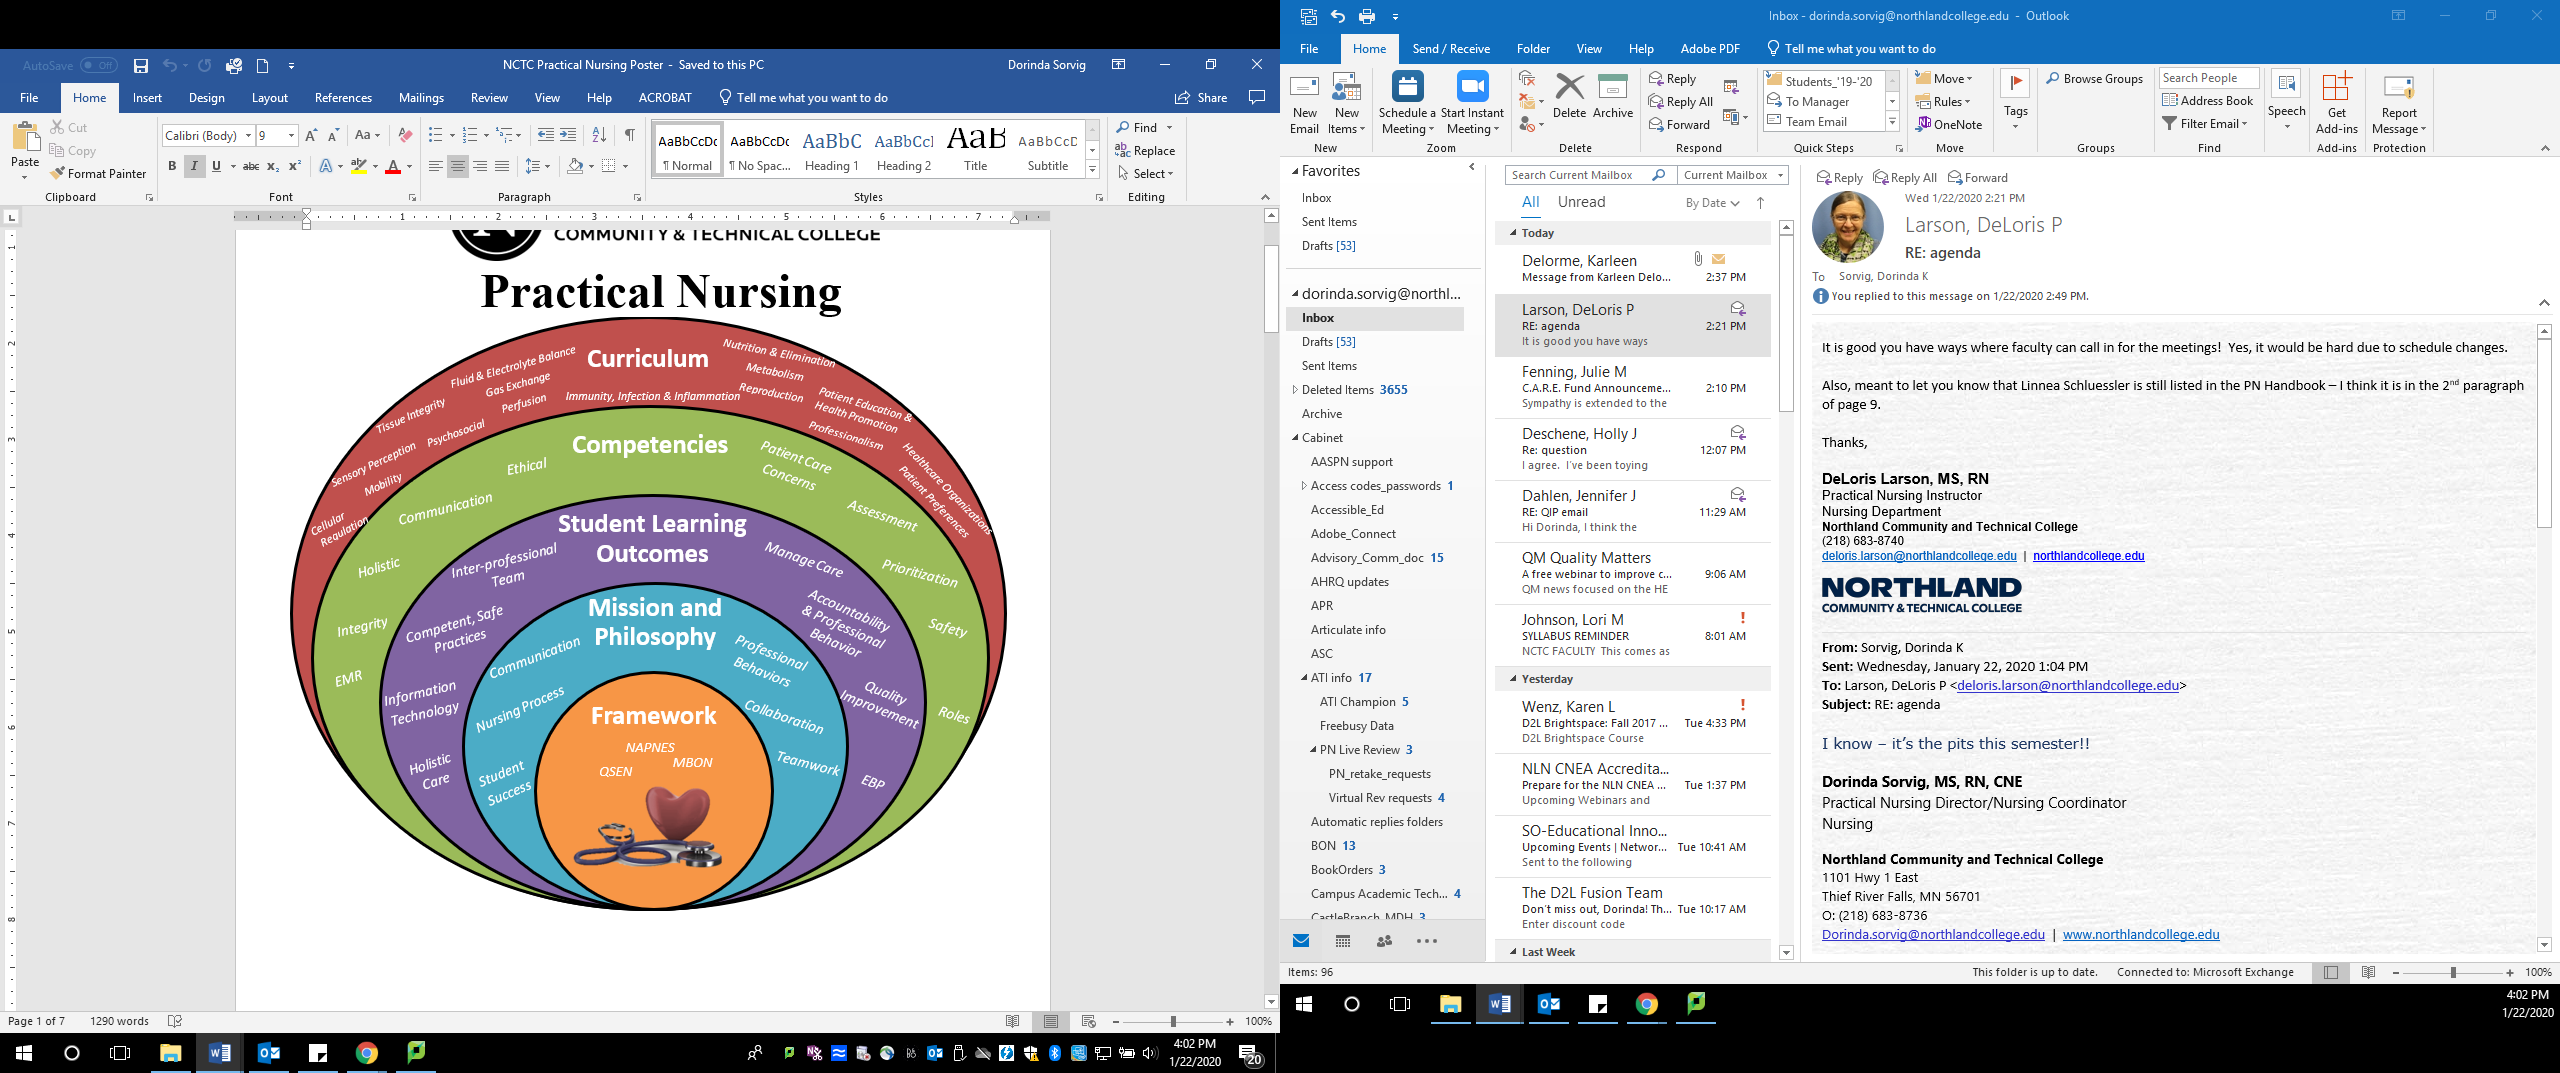 AutoSave Off
NCTC Practical Nursing Poster - Saved to this PC
Dorinda Sorvig
File Home Insert Design Layout References Mailings Review View Help ACROBAT Tell me what you want to do Share
Paste
Cut
Copy
Format Painter
Clipboard
Calibri (Body) 9
Font
Paragraph
AaBbCcDc AaBbCcDc AaBbC AaBbCcI AaB AaBbCcD
¶ Normal ¶ No Spac... Heading 1 Heading 2 Title Subtitle
Styles
Find
Replace
Select
Editing
COMMUNITY & TECHNICAL COLLEGE
Practical Nursing
Curriculum
Cellular Regulation
Mobility
Sensory Perception
Tissue Integrity
Psychosocial
Fluid & Electrolyte Balance
Gas Exchange
Perfusion
Immunity, Infection & Inflammation
Nutrition & Elimination
Metabolism
Reproduction
Patient Education & Health Promotion
Professionalism
Healthcare Organizations
Patient Preferences
Competencies
EMR
Integrity
Holistic
Communication
Ethical
Patient Care Concerns
Assessment
Prioritization
Safety
Roles
Student Learning
Outcomes
Holistic Care
Information Technology
Competent, Safe Practices
Inter-professional Team
Manage Care
Accountability & Professional Behavior
Quality Improvement
EBP
Mission and
Philosophy
Student Success
Nursing Process
Communication
Professional Behaviors
Collaboration
Teamwork
Framework
NAPNES
QSEN
MBON
Page 1 of 7 1290 words 100%
4:02 PM
1/22/2020
20
Inbox - dorinda.sorvig@northlandcollege.edu - Outlook
File Home Send / Receive Folder View Help Adobe PDF Tell me what you want to do
New Email
New Items
New
Schedule a Meeting
Start Instant Meeting
Zoom
Delete
Archive
Delete
Reply
Reply All
Forward
Respond
Students_'19-'20
To Manager
Team Email
Quick Steps
Move
Rules
OneNote
Move
Tags
Browse Groups
Groups
Search People
Address Book
Filter Email
Find
Speech
Get Add-ins
Add-ins
Report Message
Protection
Favorites
Inbox
Sent Items
Drafts [53]
dorinda.sorvig@northl...
Inbox
Drafts [53]
Sent Items
Deleted Items 3655
Archive
Cabinet
AASPN support
Access codes_passwords 1
Accessible_Ed
Adobe_Connect
Advisory_Comm_doc 15
AHRQ updates
APR
Articulate info
ASC
ATI info 17
ATI Champion 5
Freebusy Data
PN Live Review 3
PN_retake_requests
Virtual Rev requests 4
Automatic replies folders
BON 13
BookOrders 3
Campus Academic Tech... 4
CastleBranch_MDH 3
Search Current Mailbox Current Mailbox
All Unread By Date
Today
Delorme, Karleen
Message from Karleen Delo... 2:37 PM
Larson, DeLoris P
RE: agenda 2:21 PM
It is good you have ways
Fenning, Julie M
C.A.R.E. Fund Announceme... 2:10 PM
Sympathy is extended to the
Deschene, Holly J
Re: question 12:07 PM
I agree. I've been toying
Dahlen, Jennifer J
RE: QIP email 11:29 AM
Hi Dorinda, I think the
QM Quality Matters
A free webinar to improve c... 9:06 AM
QM news focused on the HE
Johnson, Lori M
SYLLABUS REMINDER 8:01 AM
NCTC FACULTY This comes as
Yesterday
Wenz, Karen L
D2L Brightspace: Fall 2017 ... Tue 4:33 PM
D2L Brightspace Course
NLN CNEA Accredita...
Prepare for the NLN CNEA ... Tue 1:37 PM
Upcoming Webinars and
SO-Educational Inno...
Upcoming Events | Networ... Tue 10:41 AM
Sent to the following
The D2L Fusion Team
Don't miss out, Dorinda! Th... Tue 10:17 AM
Enter discount code
Last Week
Reply Reply All Forward
Wed 1/22/2020 2:21 PM
Larson, DeLoris P
RE: agenda
To Sorvig, Dorinda K
You replied to this message on 1/22/2020 2:49 PM.
It is good you have ways where faculty can call in for the meetings! Yes, it would be hard due to schedule changes.
Also, meant to let you know that Linnea Schluessler is still listed in the PN Handbook – I think it is in the 2nd paragraph
of page 9.
Thanks,
DeLoris Larson, MS, RN
Practical Nursing Instructor
Nursing Department
Northland Community and Technical College
(218) 683-8740
deloris.larson@northlandcollege.edu | northlandcollege.edu
NORTHLAND
COMMUNITY & TECHNICAL COLLEGE
From: Sorvig, Dorinda K
Sent: Wednesday, January 22, 2020 1:04 PM
To: Larson, DeLoris P <deloris.larson@northlandcollege.edu>
Subject: RE: agenda
I know – it's the pits this semester!!
Dorinda Sorvig, MS, RN, CNE
Practical Nursing Director/Nursing Coordinator
Nursing
Northland Community and Technical College
1101 Hwy 1 East
Thief River Falls, MN 56701
O: (218) 683-8736
Dorinda.sorvig@northlandcollege.edu | www.northlandcollege.edu
Items: 96 This folder is up to date. Connected to: Microsoft Exchange 100%
4:02 PM
1/22/2020